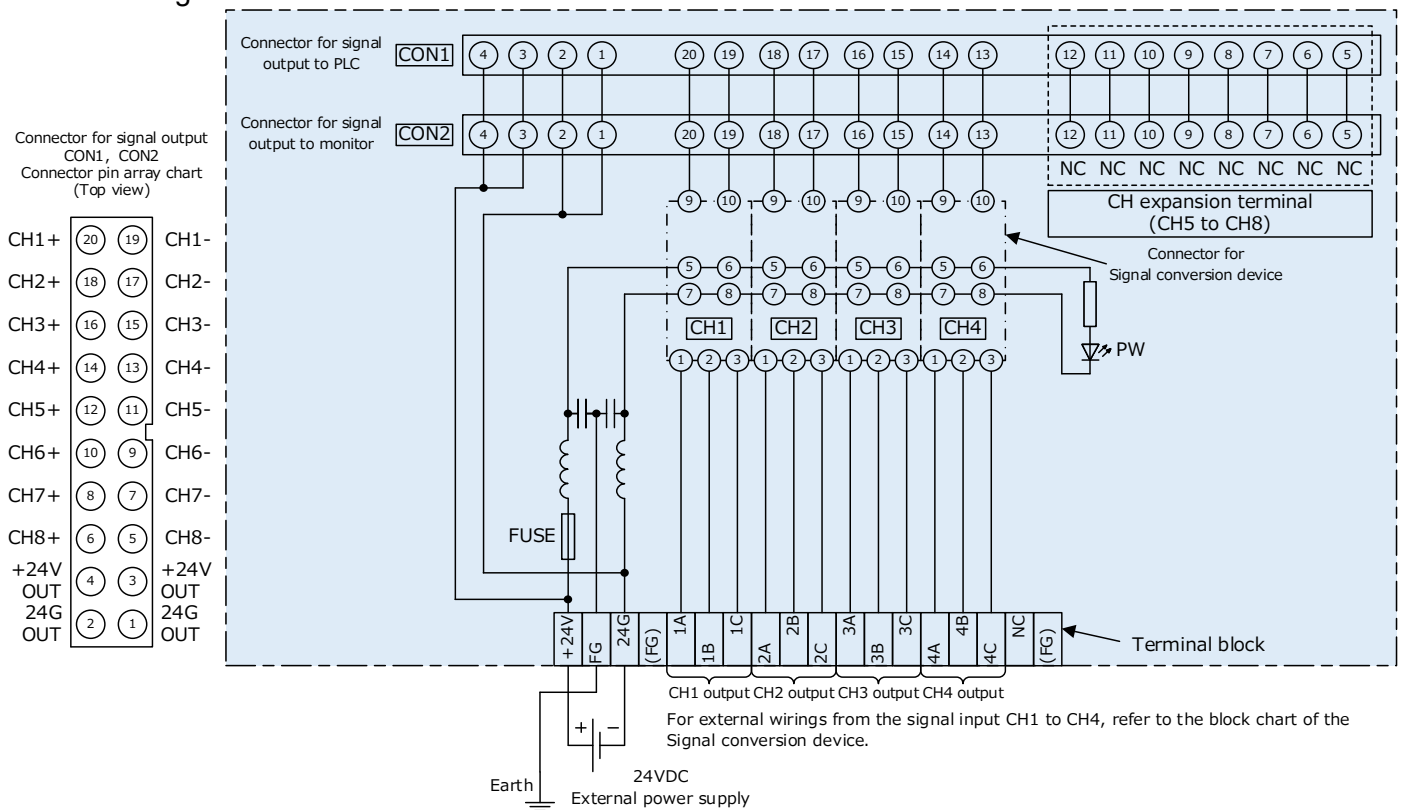 Connector for signal
output to PLC
CON1
4 3 2 1 20 19 18 17 16 15 14 13 12 11 10 9 8 7 6 5
Connector for signal
output to monitor
CON2
4 3 2 1 20 19 18 17 16 15 14 13 12 11 10 9 8 7 6 5
NC NC NC NC NC NC NC NC
CH expansion terminal
(CH5 to CH8)
Connector for signal output
CON1, CON2
Connector pin array chart
(Top view)
CH1+ 20 19 CH1-
CH2+ 18 17 CH2-
CH3+ 16 15 CH3-
CH4+ 14 13 CH4-
CH5+ 12 11 CH5-
CH6+ 10 9 CH6-
CH7+ 8 7 CH7-
CH8+ 6 5 CH8-
+24V
OUT
4 3
+24V
OUT
24G
OUT
2 1
24G
OUT
9 10 9 10 9 10 9 10
Connector for
Signal conversion device
5 6 5 6 5 6 5 6
7 8 7 8 7 8 7 8
CH1 CH2 CH3 CH4
PW
1 2 3 1 2 3 1 2 3 1 2 3
FUSE
+24V FG 24G (FG) 1A 1B 1C 2A 2B 2C 3A 3B 3C 4A 4B 4C NC (FG)
Terminal block
CH1 output CH2 output CH3 output CH4 output
For external wirings from the signal input CH1 to CH4, refer to the block chart of the
Signal conversion device.
+ −
Earth
24VDC
External power supply